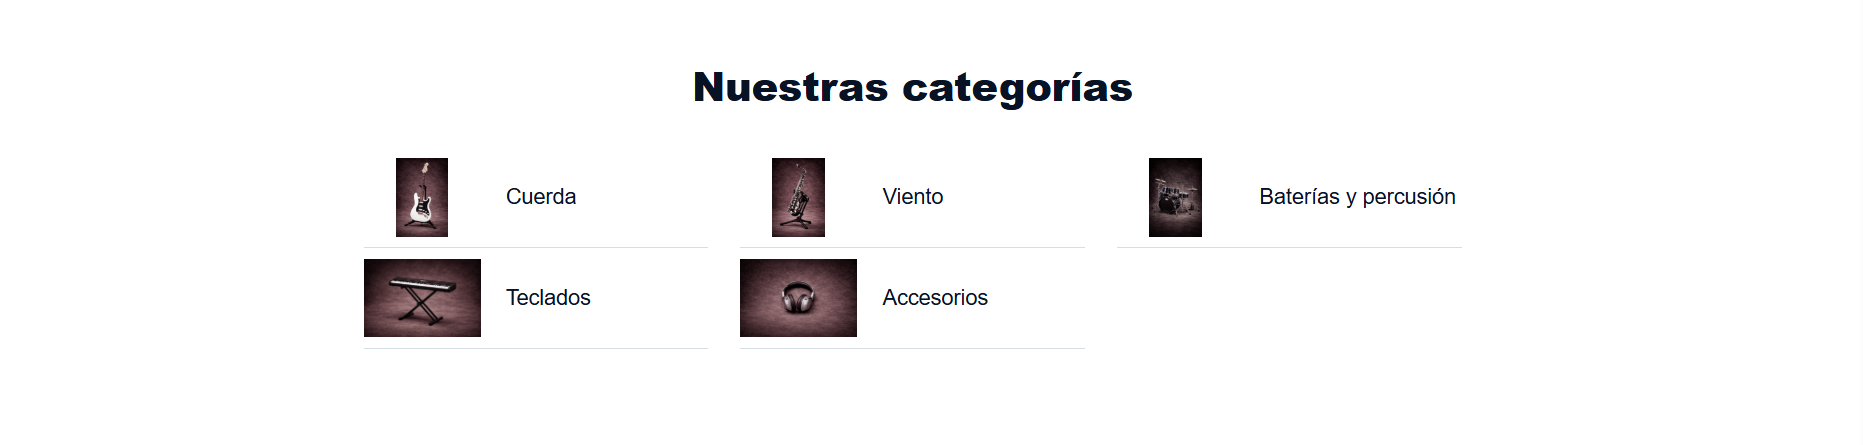 Nuestras categorías
Cuerda
Viento
Baterías y percusión
Teclados
Accesorios